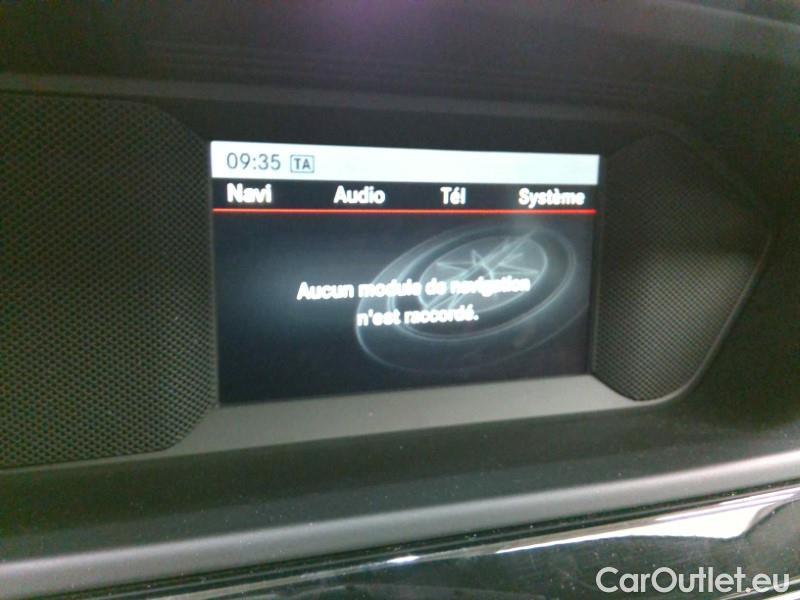 09:35 TA
Navi Audio Tél Système
Aucun module de navigation
n'est raccordé.
CarOutlet.eu